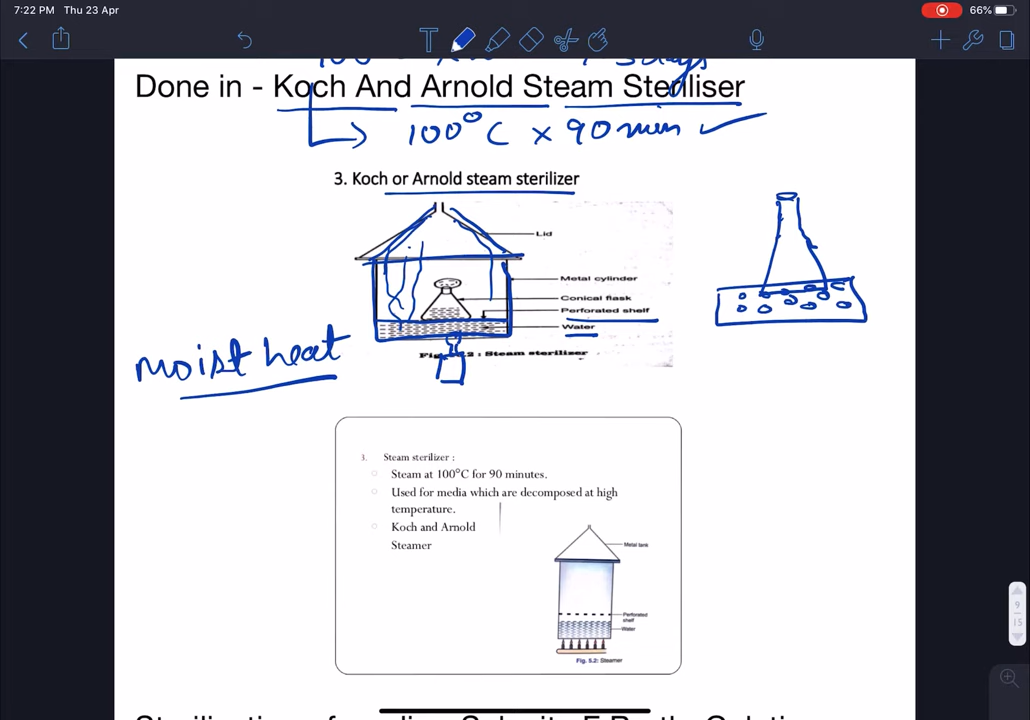 7:22 PM Thu 23 Apr
66%
Done in - Koch And Arnold Steam Steriliser
100°C × 90 min
3. Koch or Arnold steam sterilizer
Lid
Metal cylinder
Conical flask
Perforated shelf
Water
: Steam sterilizer
moist heat
3. Steam sterilizer :
Steam at 100°C for 90 minutes.
Used for media which are decomposed at high
temperature.
Koch and Arnold
Steamer
Metal tank
Perforated
shelf
Water
Fig. 5.2: Steamer
9
15